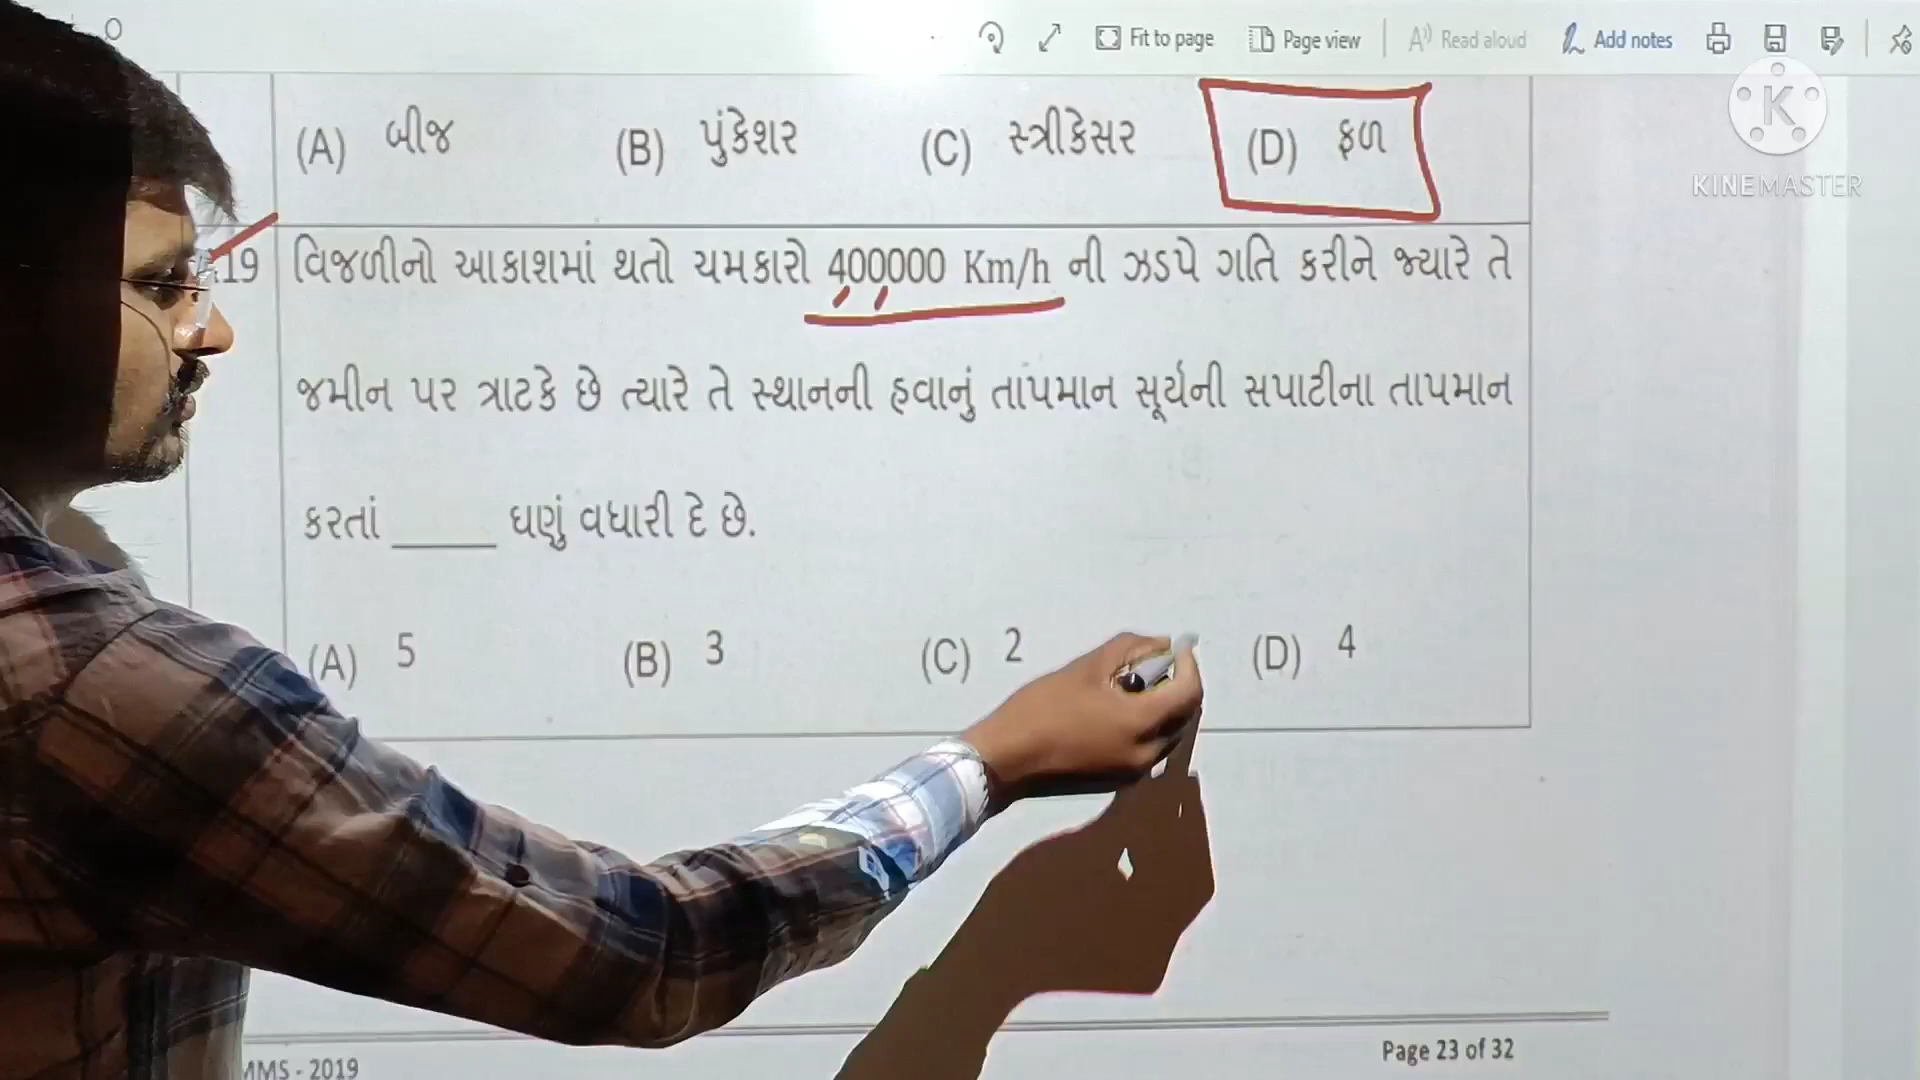 Fit to page Page view Read aloud Add notes
KINEMASTER
(A) બીજ (B) પુંકેશર (C) સ્ત્રીકેસર (D) ફળ
19 વિજળીનો આકાશમાં થતો ચમકારો 400000 Km/h ની ઝડપે ગતિ કરીને જ્યારે તે
જમીન પર ત્રાટકે છે ત્યારે તે સ્થાનની હવાનું તાપમાન સૂર્યની સપાટીના તાપમાન
કરતાં _____ ઘણું વધારી દે છે.
(A) 5 (B) 3 (C) 2 (D) 4
Page 23 of 32
MMS - 2019